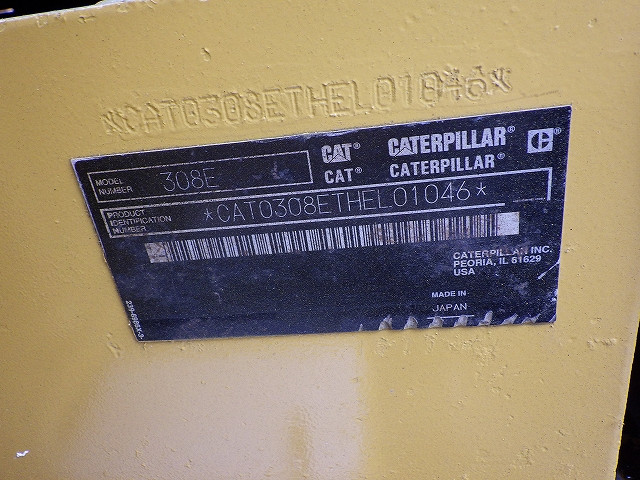 *CAT0308ETHEL01046*
CAT® CATERPILLAR® C
CAT® CATERPILLAR®
MODEL NUMBER 308E
PRODUCT IDENTIFICATION NUMBER *CAT0308ETHEL01046*
CATERPILLAR INC.
PEORIA, IL 61629
USA
MADE IN
JAPAN